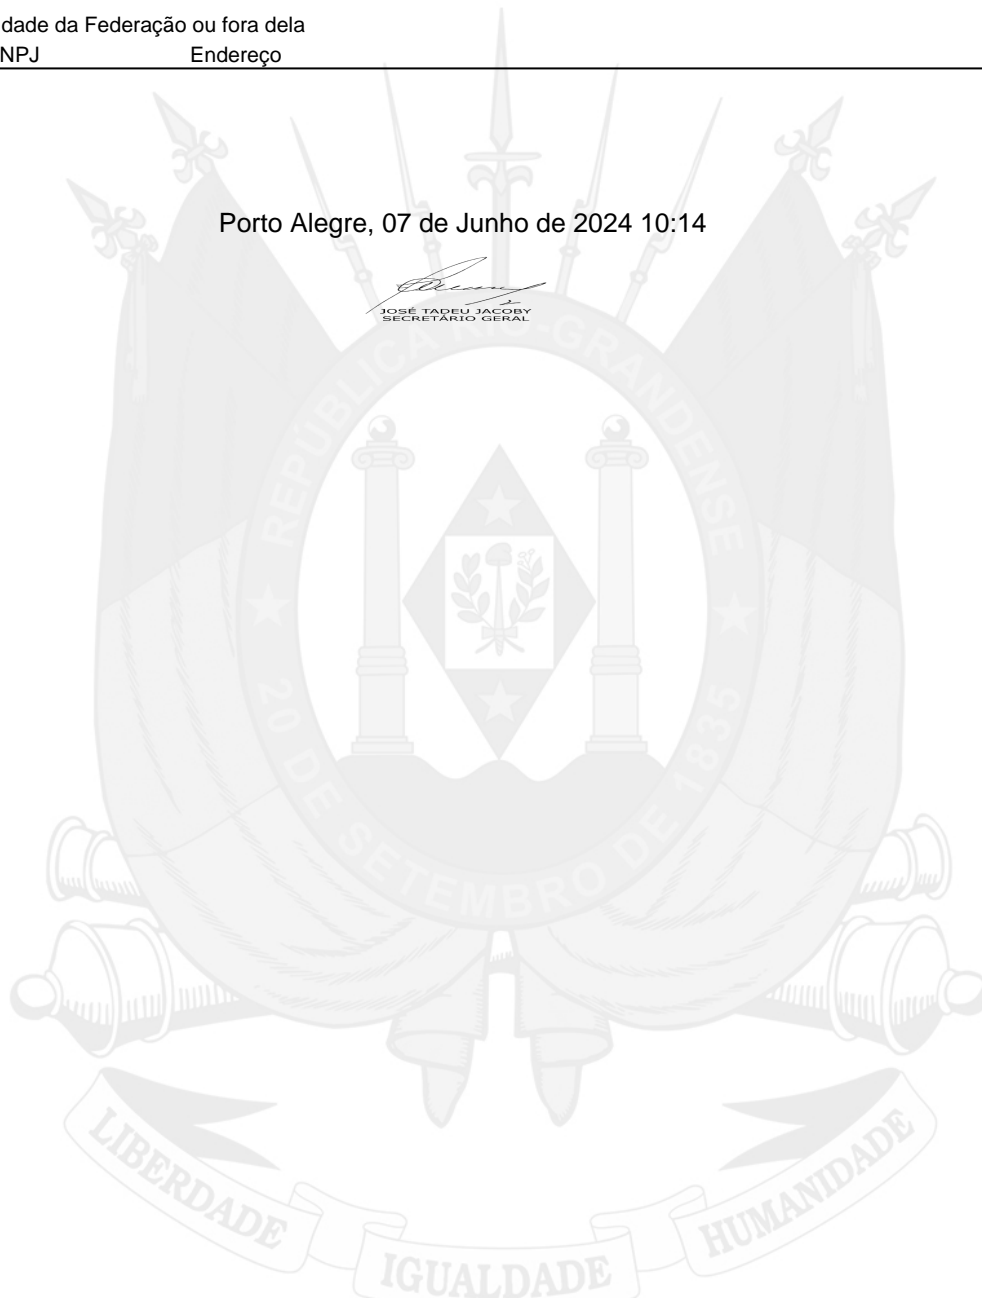 dade da Federação ou fora dela
NPJ Endereço
Porto Alegre, 07 de Junho de 2024 10:14
JOSÉ TADEU JACOBY
SECRETÁRIO GERAL
REPÚBLICA RIO-GRANDENSE
20 DE SETEMBRO DE 1835
LIBERDADE
IGUALDADE
HUMANIDADE